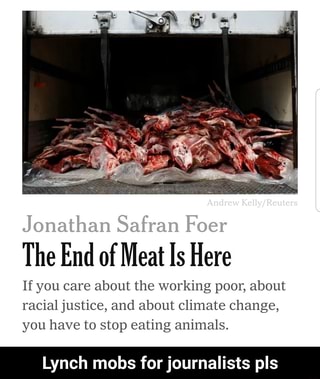 Andrew Kelly/Reuters
Jonathan Safran Foer
The End of Meat Is Here
If you care about the working poor, about
racial justice, and about climate change,
you have to stop eating animals.
Lynch mobs for journalists pls